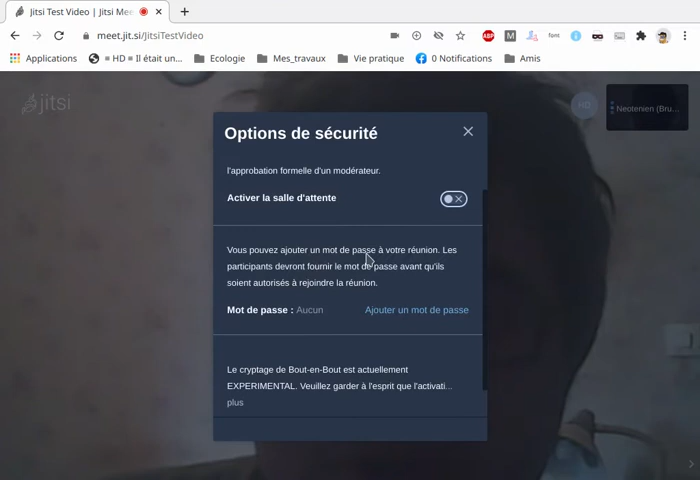 Jitsi Test Video | Jitsi Mee
meet.jit.si/JitsiTestVideo
ABP
M
font
Applications
= HD = Il était un...
Ecologie
Mes_travaux
Vie pratique
0 Notifications
Amis
jitsi
HD
Neotenien (Bru...
Options de sécurité
l'approbation formelle d'un modérateur.
Activer la salle d'attente
Vous pouvez ajouter un mot de passe à votre réunion. Les
participants devront fournir le mot de passe avant qu'ils
soient autorisés à rejoindre la réunion.
Mot de passe : Aucun
Ajouter un mot de passe
Le cryptage de Bout-en-Bout est actuellement
EXPERIMENTAL. Veuillez garder à l'esprit que l'activati...
plus